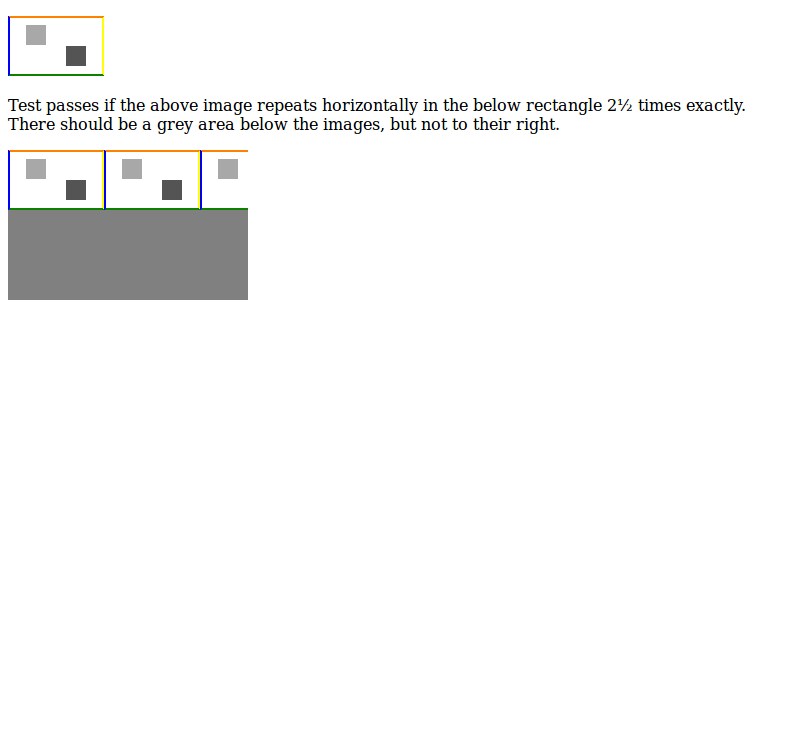 Test passes if the above image repeats horizontally in the below rectangle 2½ times exactly.
There should be a grey area below the images, but not to their right.